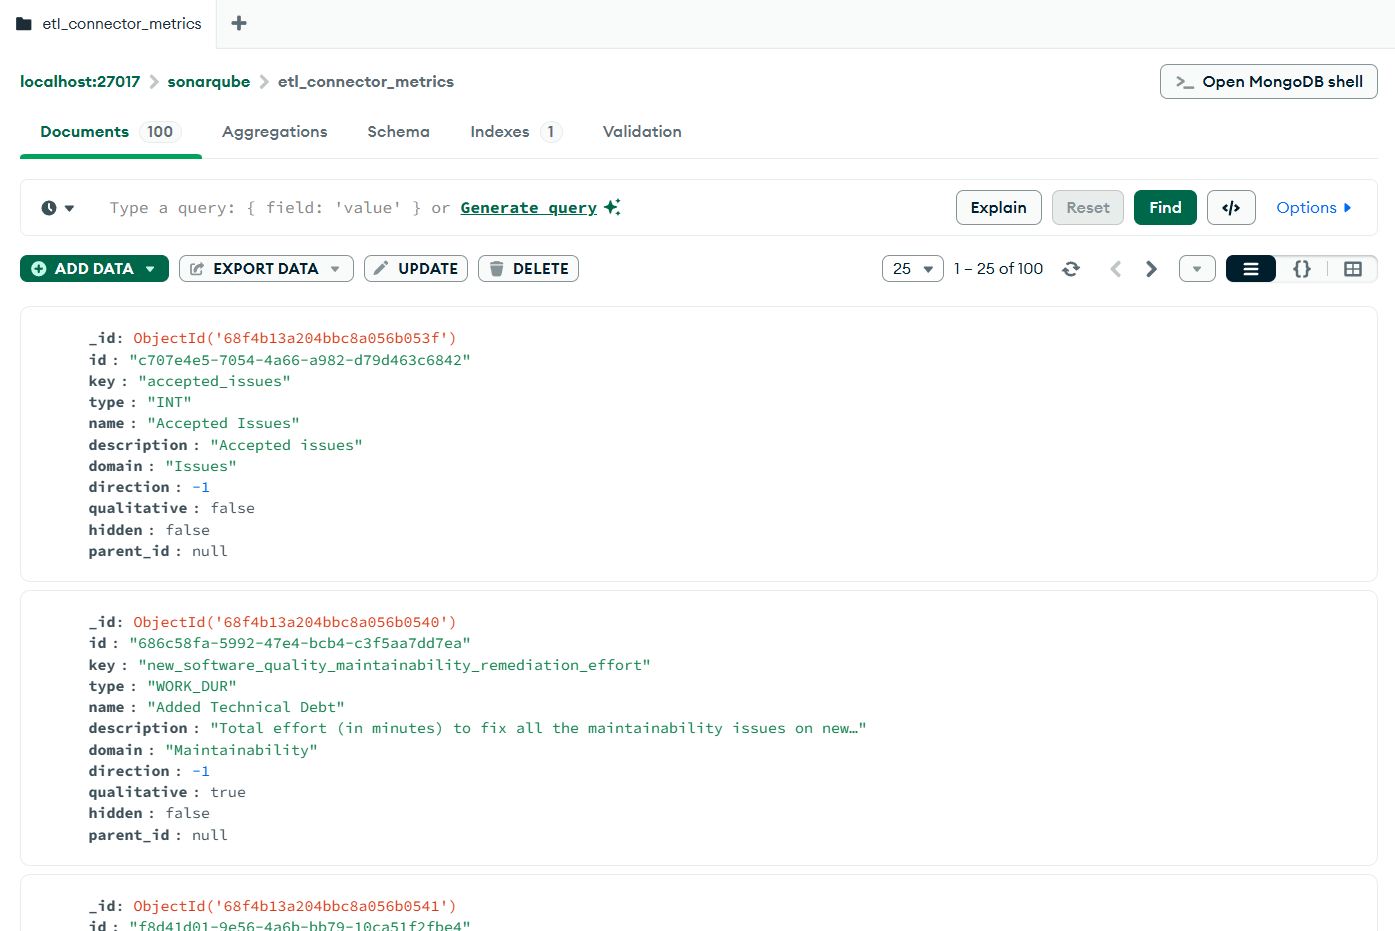 etl_connector_metrics
localhost:27017 sonarqube etl_connector_metrics
>_ Open MongoDB shell
Documents 100 Aggregations Schema Indexes 1 Validation
Type a query: { field: 'value' } or Generate query
Explain Reset Find </> Options
ADD DATA EXPORT DATA UPDATE DELETE
25 1 – 25 of 100 {}
_id: ObjectId('68f4b13a204bbc8a056b053f')
id : "c707e4e5-7054-4a66-a982-d79d463c6842"
key : "accepted_issues"
type : "INT"
name : "Accepted Issues"
description : "Accepted issues"
domain : "Issues"
direction : -1
qualitative : false
hidden : false
parent_id : null
_id: ObjectId('68f4b13a204bbc8a056b0540')
id : "686c58fa-5992-47e4-bcb4-c3f5aa7dd7ea"
key : "new_software_quality_maintainability_remediation_effort"
type : "WORK_DUR"
name : "Added Technical Debt"
description : "Total effort (in minutes) to fix all the maintainability issues on new…"
domain : "Maintainability"
direction : -1
qualitative : true
hidden : false
parent_id : null
_id: ObjectId('68f4b13a204bbc8a056b0541')
id : "f8d41d01-9e56-4a6b-bb79-10ca51f2fbe4"